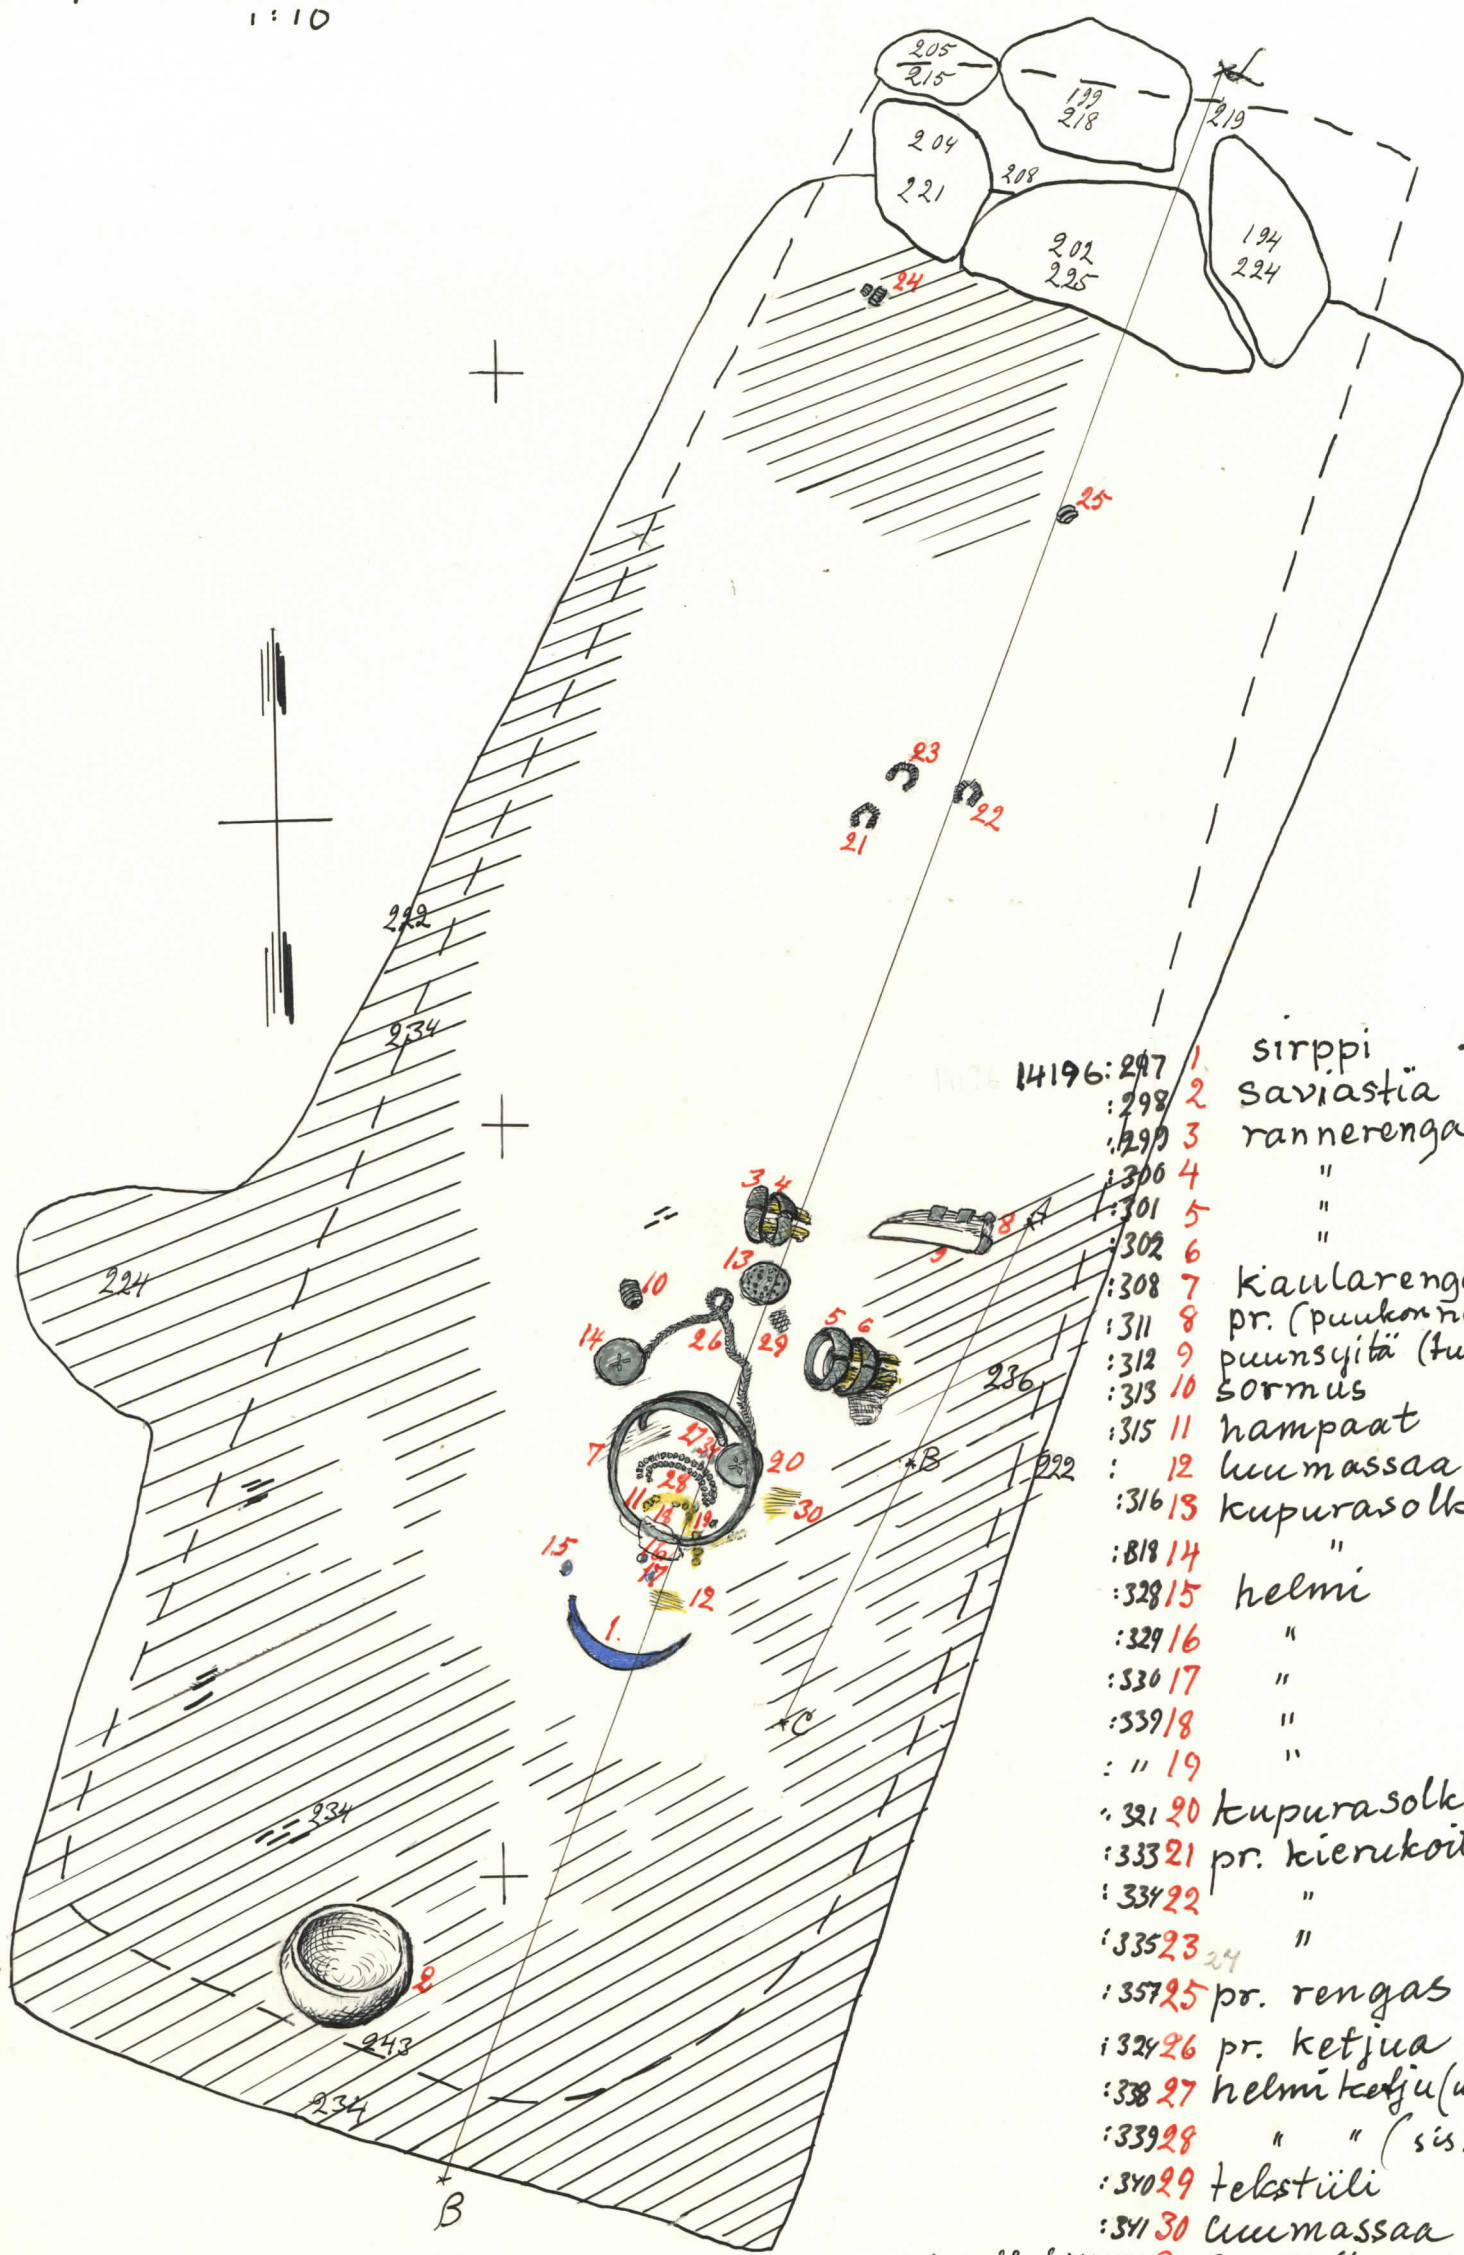 1:10
205
215
199
218
219
204
221
208
202
225
194
224
24
25
23
22
21
222
234
3 4
8
9
13
10
5 6
14
26
29
224
236
7
27
20
28
B
222
11
18
19
30
15
16
17
12
1.
C
234
2
243
234
B
14196:297 1. sirppi
:298 2 saviastia
:299 3 rannerenga
:300 4 "
:301 5 "
:302 6 "
:308 7 kaularenga
:311 8 pr. (puukon
:312 9 puunsyitä (tu
:313 10 sormus
:315 11 hampaat
: 12 luumassaa
:316 13 kupurasolk
:318 14 "
:328 15 helmi
:329 16 "
:330 17 "
:339 18 "
: " 19 "
:321 20 kupurasolk
:333 21 pr. kierukoit
:334 22 "
:335 23 "
24
:357 25 pr. rengas
:324 26 pr. ketjua
:338 27 helmiketju (u
:339 28 " " (sis.
:340 29 tekstiili
:341 30 luumassaa